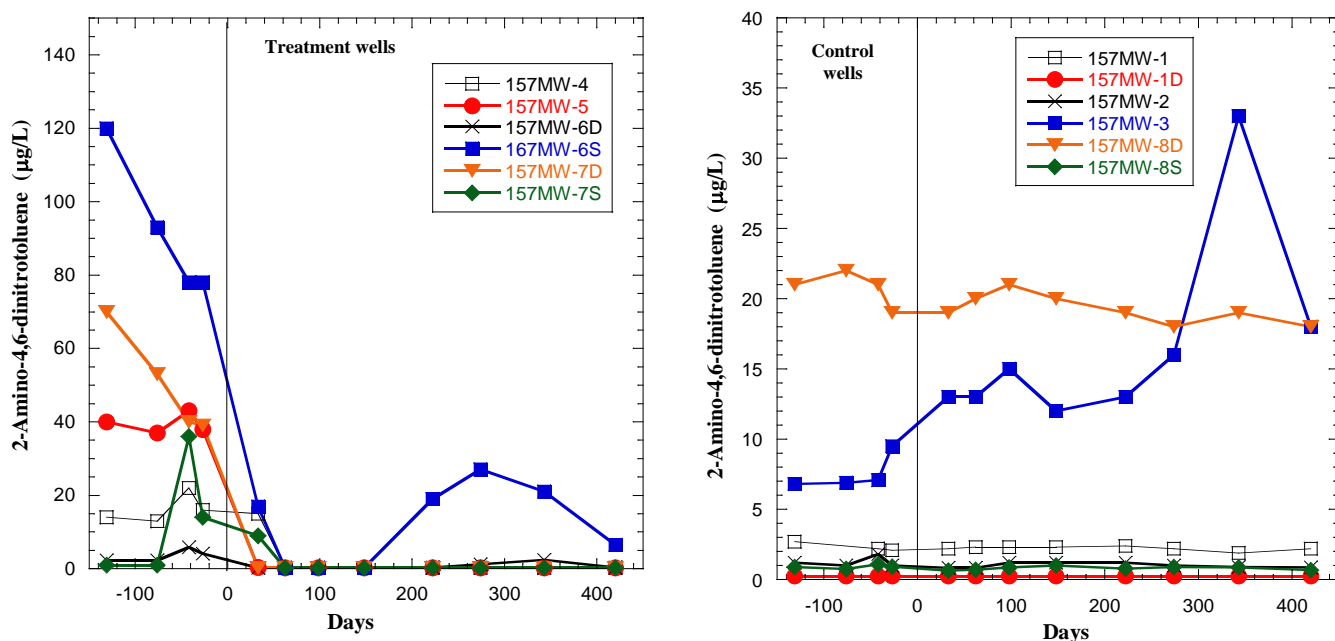 Treatment wells
157MW-4
157MW-5
157MW-6D
167MW-6S
157MW-7D
157MW-7S
2-Amino-4,6-dinitrotoluene (µg/L)
140
120
100
80
60
40
20
0
-100
0
100
200
300
400
Days
Control
wells
157MW-1
157MW-1D
157MW-2
157MW-3
157MW-8D
157MW-8S
2-Amino-4,6-dinitrotoluene (µg/L)
40
35
30
25
20
15
10
5
0
-100
0
100
200
300
400
Days